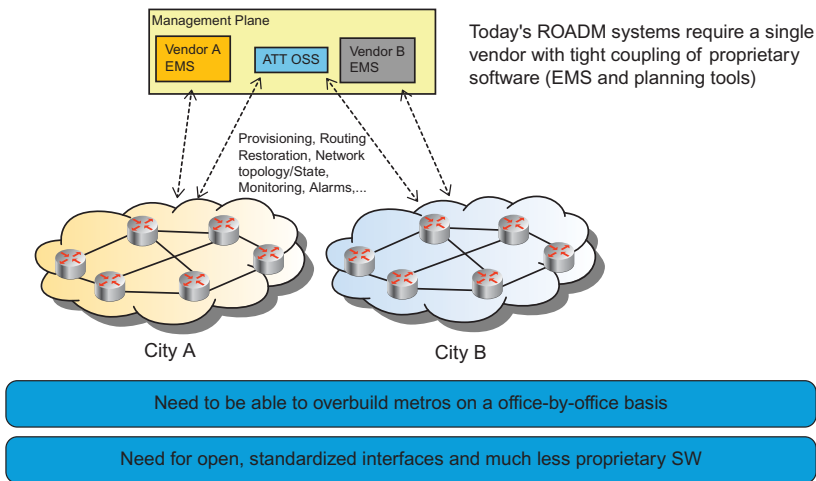 Management Plane
Vendor A
EMS
ATT OSS
Vendor B
EMS
Today's ROADM systems require a single
vendor with tight coupling of proprietary
software (EMS and planning tools)
Provisioning, Routing
Restoration, Network
topology/State,
Monitoring, Alarms,...
City A
City B
Need to be able to overbuild metros on a office-by-office basis
Need for open, standardized interfaces and much less proprietary SW